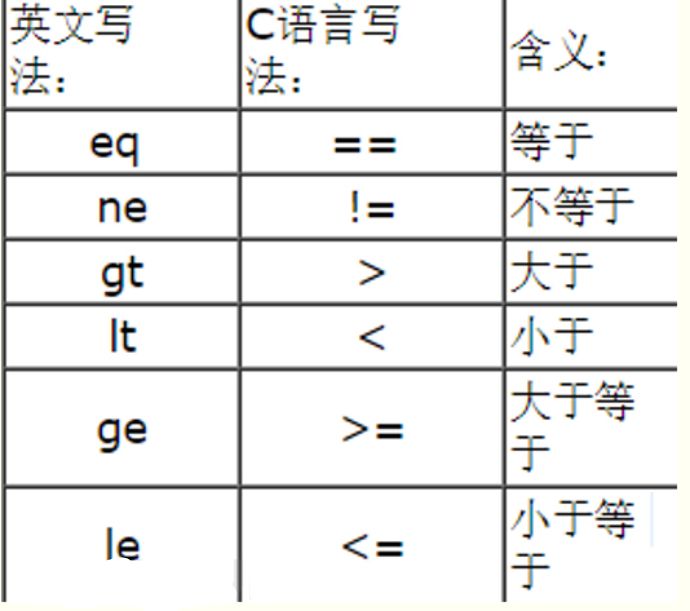 英文写 C语言写 含义：
法： 法：
eq == 等于
ne != 不等于
gt > 大于
lt < 小于
ge >= 大于等
于
le <= 小于等
于